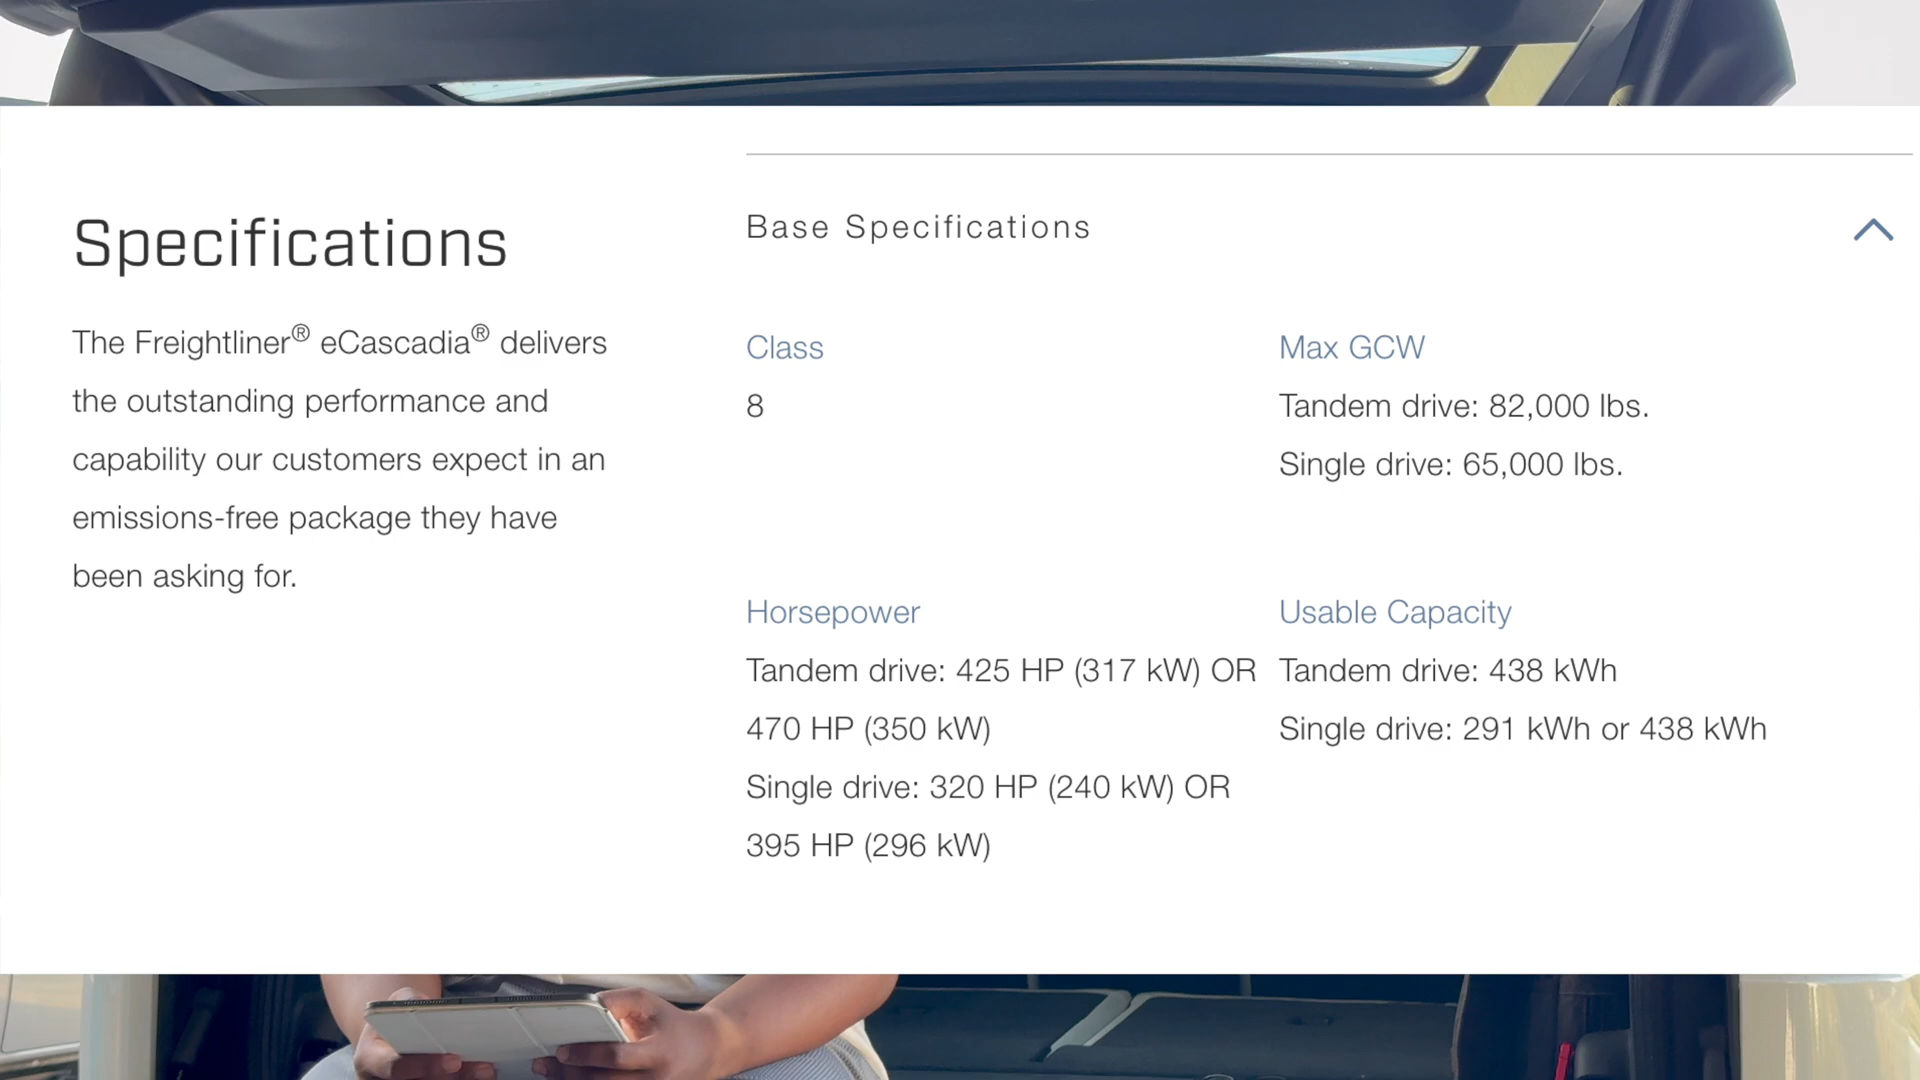 Specifications
The Freightliner® eCascadia® delivers
the outstanding performance and
capability our customers expect in an
emissions-free package they have
been asking for.
Base Specifications
Class
8
Max GCW
Tandem drive: 82,000 lbs.
Single drive: 65,000 lbs.
Horsepower
Tandem drive: 425 HP (317 kW) OR
470 HP (350 kW)
Single drive: 320 HP (240 kW) OR
395 HP (296 kW)
Usable Capacity
Tandem drive: 438 kWh
Single drive: 291 kWh or 438 kWh